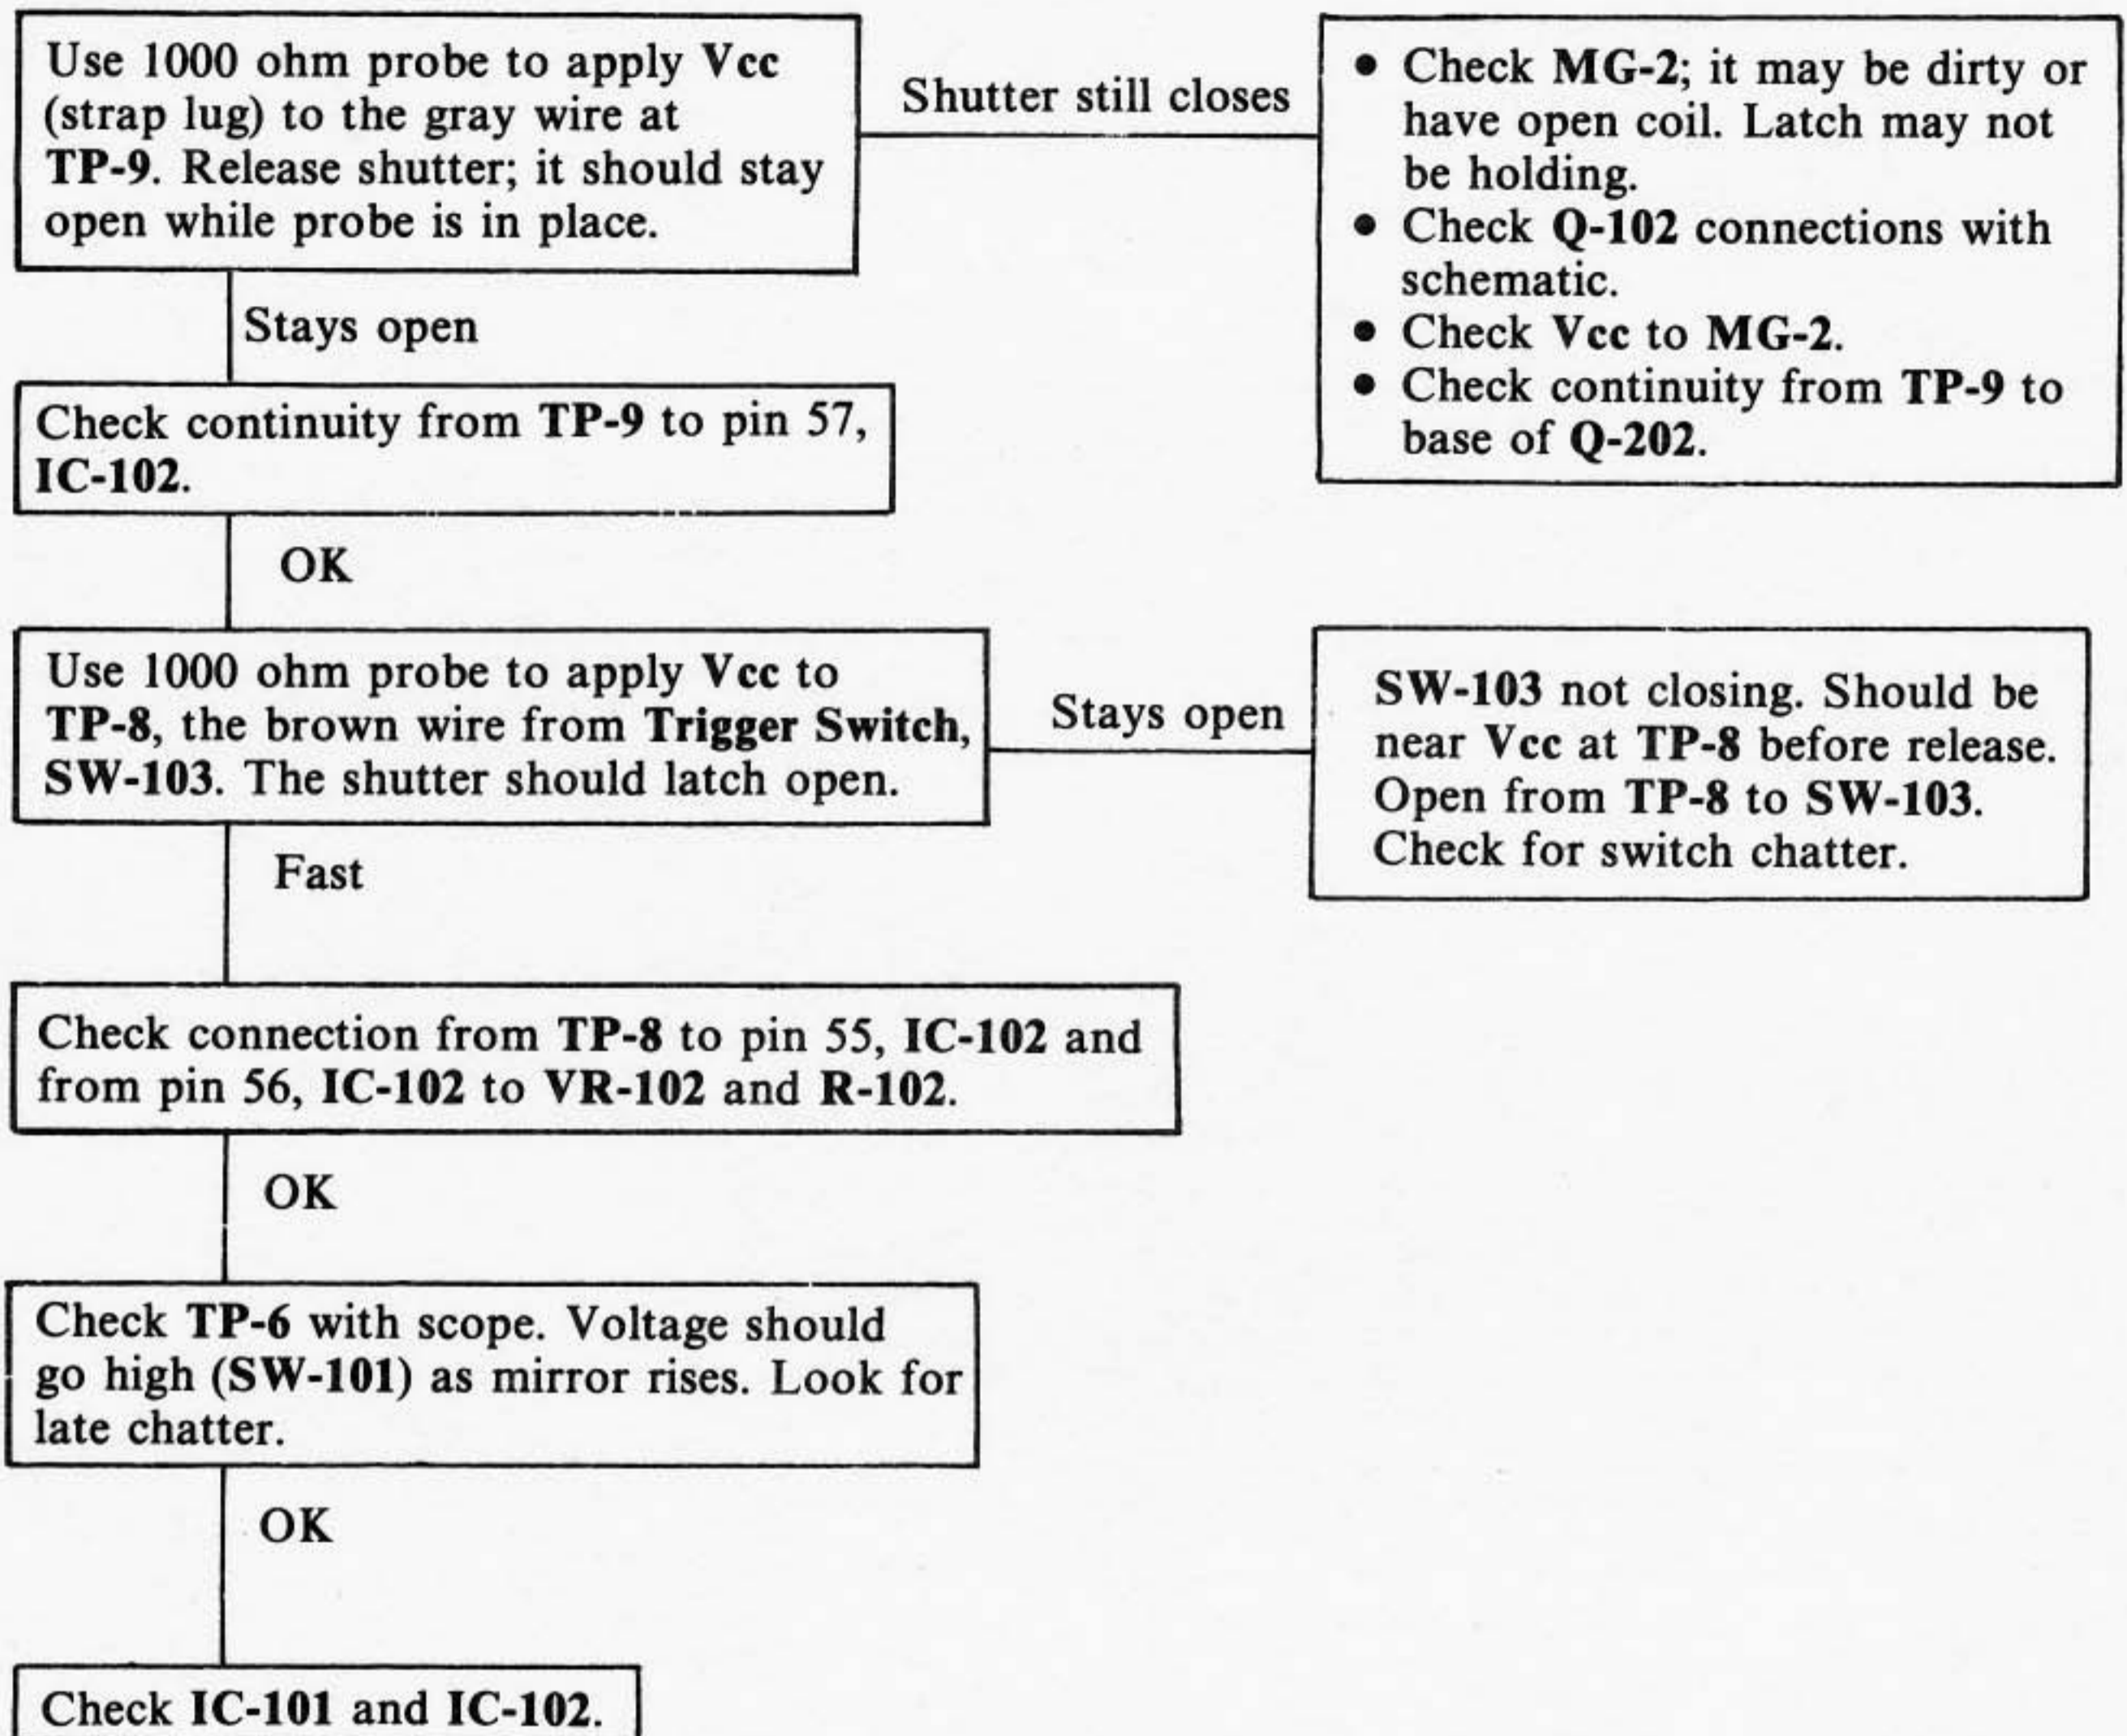 Use 1000 ohm probe to apply Vcc
(strap lug) to the gray wire at
TP-9. Release shutter; it should stay
open while probe is in place.
Shutter still closes
• Check MG-2; it may be dirty or
have open coil. Latch may not
be holding.
• Check Q-102 connections with
schematic.
• Check Vcc to MG-2.
• Check continuity from TP-9 to
base of Q-202.
Stays open
Check continuity from TP-9 to pin 57,
IC-102.
OK
Use 1000 ohm probe to apply Vcc to
TP-8, the brown wire from Trigger Switch,
SW-103. The shutter should latch open.
Stays open
SW-103 not closing. Should be
near Vcc at TP-8 before release.
Open from TP-8 to SW-103.
Check for switch chatter.
Fast
Check connection from TP-8 to pin 55, IC-102 and
from pin 56, IC-102 to VR-102 and R-102.
OK
Check TP-6 with scope. Voltage should
go high (SW-101) as mirror rises. Look for
late chatter.
OK
Check IC-101 and IC-102.